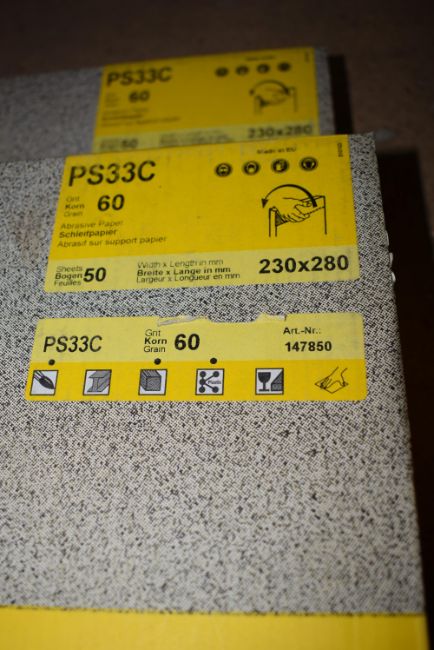 PS33C
60
50
230x280
PS33C
Made in EU
Grit
Korn 60
Grain
Abrasive Paper
Schleifpapier
Abrasif sur support papier
Sheets
Bogen 50
Feuilles
Width x Length in mm
Breite x Länge in mm
Largeur x Longueur en mm
230x280
PS33C
Grit
Korn 60
Grain
Art.-Nr.:
147850